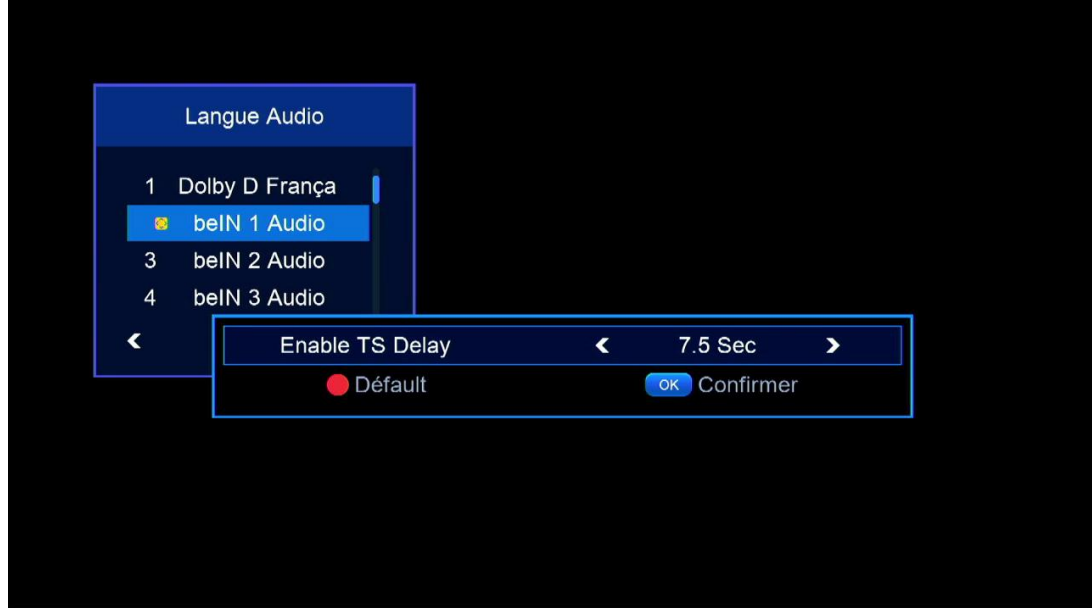 Langue Audio
1 Dolby D França
beIN 1 Audio
3 beIN 2 Audio
4 beIN 3 Audio
Enable TS Delay 7.5 Sec
Défault OK Confirmer